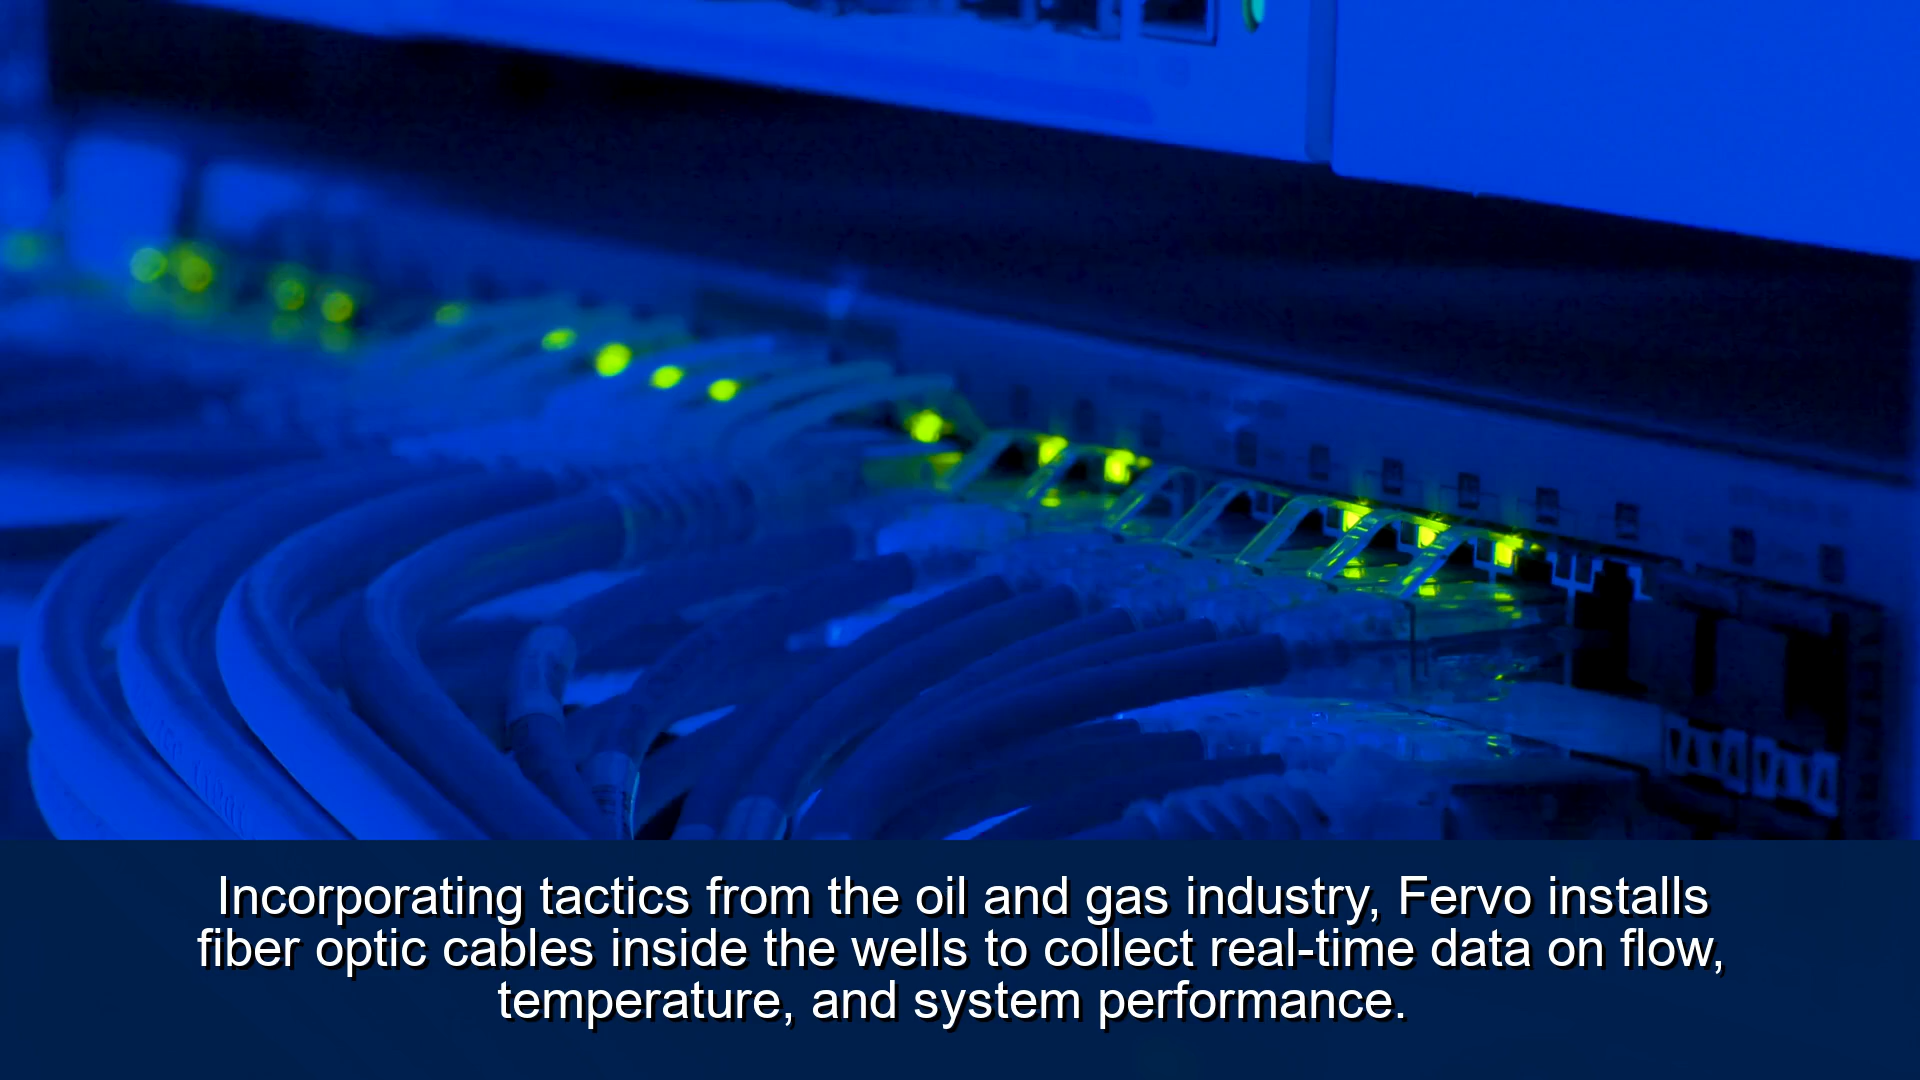 Incorporating tactics from the oil and gas industry, Fervo installs
fiber optic cables inside the wells to collect real-time data on flow,
temperature, and system performance.